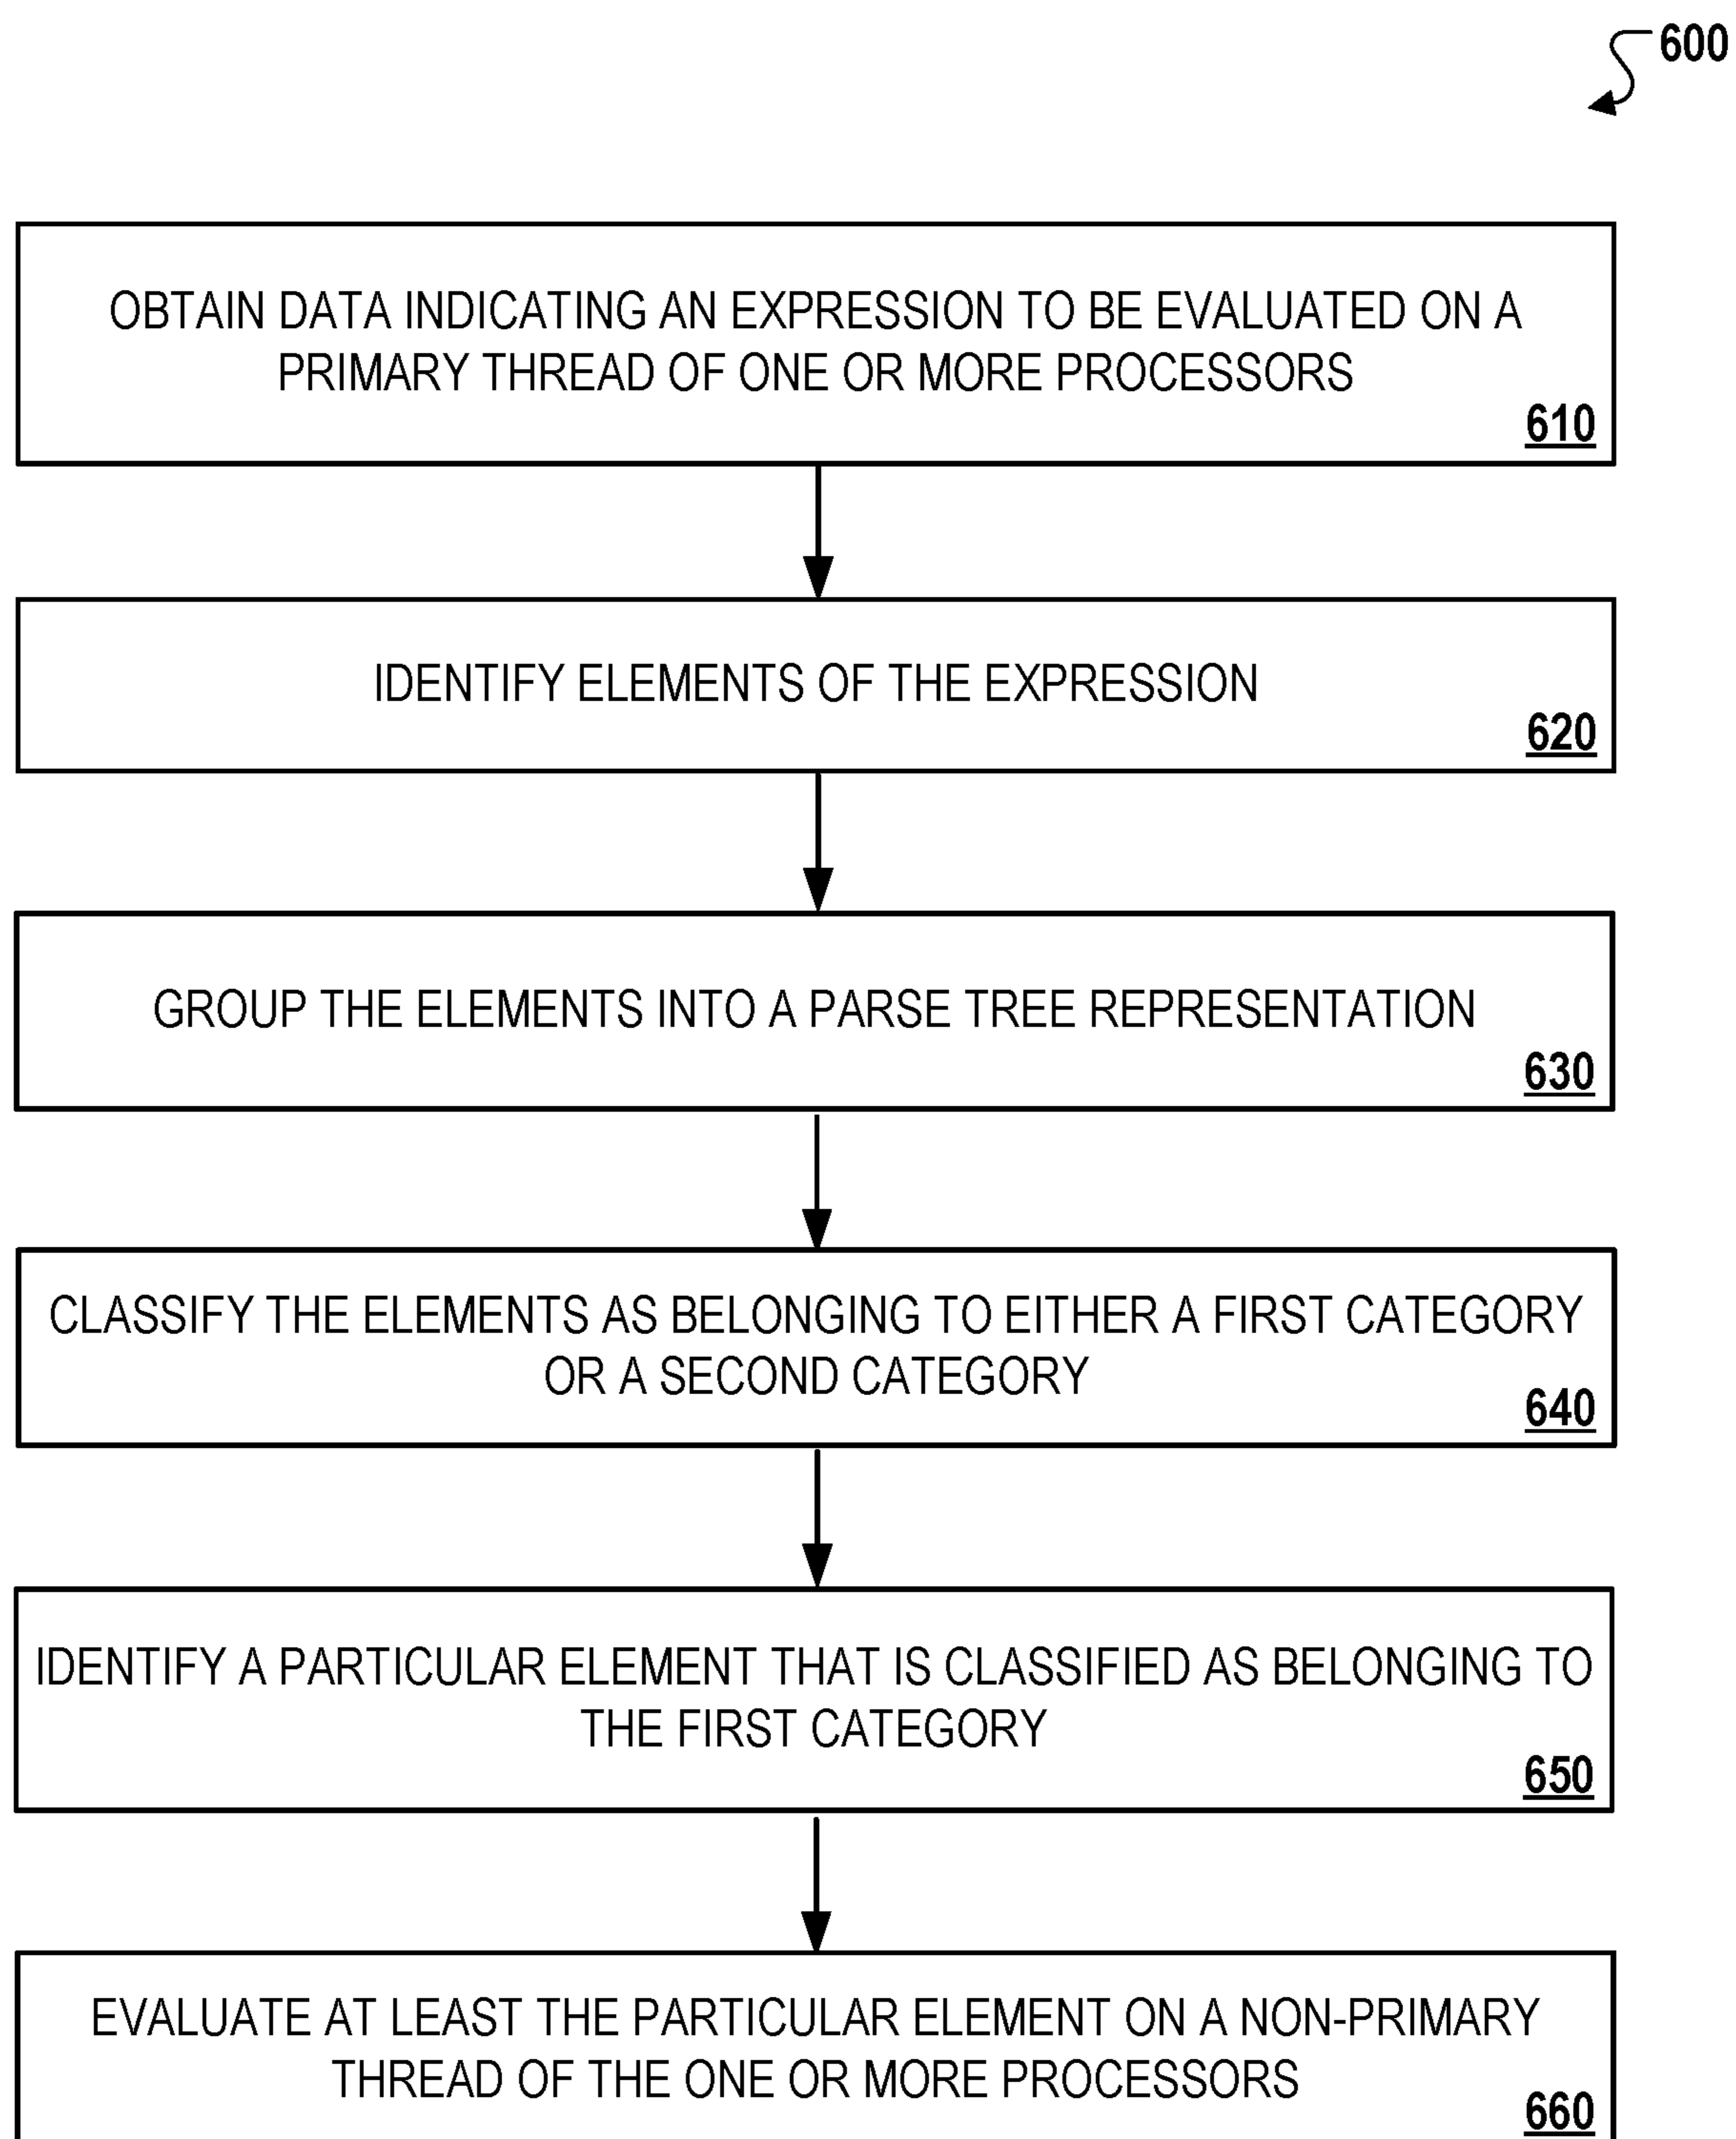 600
OBTAIN DATA INDICATING AN EXPRESSION TO BE EVALUATED ON A
PRIMARY THREAD OF ONE OR MORE PROCESSORS
610
IDENTIFY ELEMENTS OF THE EXPRESSION
620
GROUP THE ELEMENTS INTO A PARSE TREE REPRESENTATION
630
CLASSIFY THE ELEMENTS AS BELONGING TO EITHER A FIRST CATEGORY
OR A SECOND CATEGORY
640
IDENTIFY A PARTICULAR ELEMENT THAT IS CLASSIFIED AS BELONGING TO
THE FIRST CATEGORY
650
EVALUATE AT LEAST THE PARTICULAR ELEMENT ON A NON-PRIMARY
THREAD OF THE ONE OR MORE PROCESSORS
660